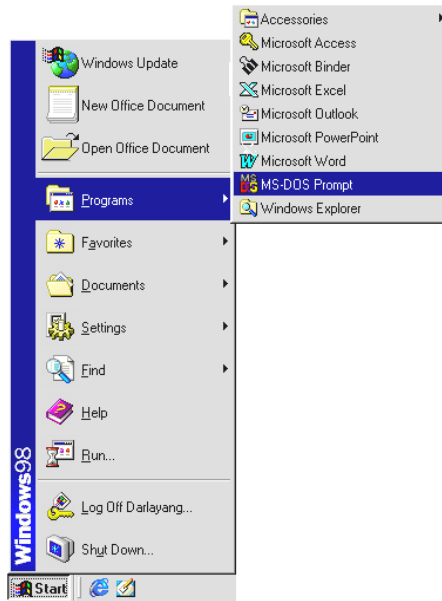 Accessories
Microsoft Access
Microsoft Binder
Microsoft Excel
Microsoft Outlook
Microsoft PowerPoint
Microsoft Word
MS-DOS Prompt
Windows Explorer
Windows Update
New Office Document
Open Office Document
Programs
Favorites
Documents
Settings
Find
Help
Run...
Log Off Darlayang...
Shut Down...
Windows98
Start